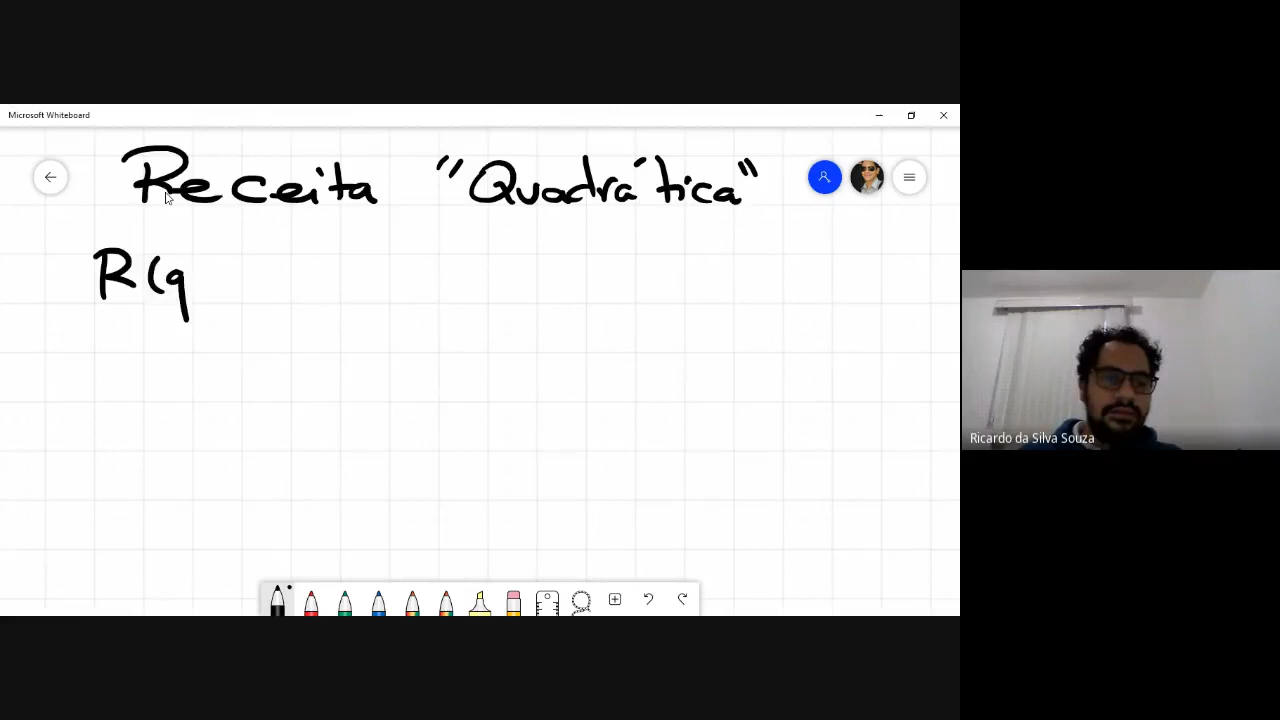 Microsoft Whiteboard
Receita "Quadrática"
R(q
Ricardo da Silva Souza